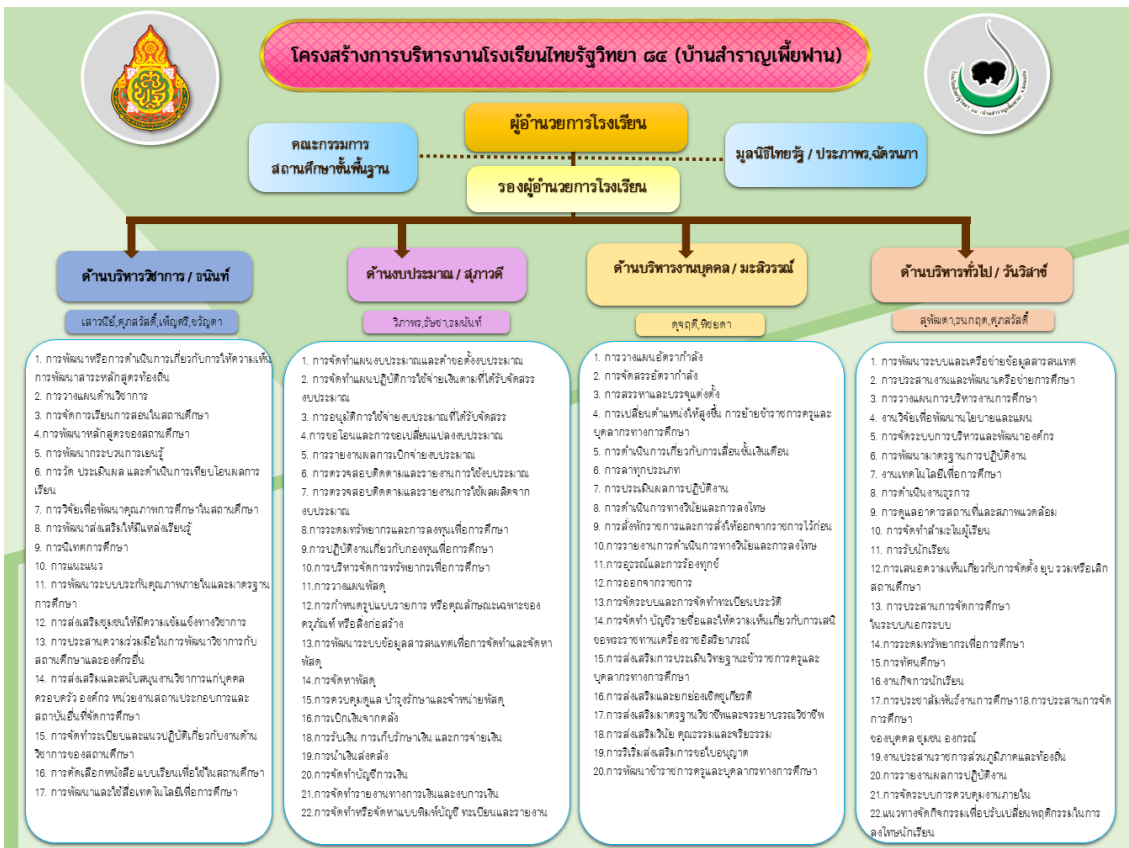 โครงสร้างการบริหารงานโรงเรียนไทยรัฐวิทยา ๘๔ (บ้านสำราญเพี้ยฟาน)
ผู้อำนวยการโรงเรียน
คณะกรรมการ
สถานศึกษาขั้นพื้นฐาน
มูลนิธิไทยรัฐ / ประภาพร,ฉัตรนภา
รองผู้อำนวยการโรงเรียน
ด้านบริหารวิชาการ / ธนินท์
เสาวนีย์,ศุภสวัสดิ์,เพ็ญศรี,ขวัญตา
1. การพัฒนาหรือการดำเนินการเกี่ยวกับการให้ความเห็น
การพัฒนาสาระหลักสูตรท้องถิ่น
2. การวางแผนด้านวิชาการ
3. การจัดการเรียนการสอนในสถานศึกษา
4.การพัฒนาหลักสูตรของสถานศึกษา
5. การพัฒนากระบวนการเยนรู้
6. การวัด ประเมินผล และดำเนินการเทียบโอนผลการ
เรียน
7. การวิจัยเพื่อพัฒนาคุณภาพการศึกษาในสถานศึกษา
8. การพัฒนาส่งเสริมให้มีแหล่งเรียนรู้
9. การนิเทศการศึกษา
10. การแนะแนว
11. การพัฒนาระบบประกันคุณภาพภายในและมาตรฐาน
การศึกษา
12. การส่งเสริมชุมชนให้มีความเข้มแข็งทางวิชาการ
13. การประสานความร่วมมือในการพัฒนาวิชาการกับ
สถานศึกษาและองค์กรอื่น
14. การส่งเสริมและสนับสนุนงานวิชาการแก่บุคคล
ครอบครัว องค์กร หน่วยงานสถานประกอบการและ
สถาบันอื่นที่จัดการศึกษา
15. การจัดทำระเบียบและแนวปฏิบัติเกี่ยวกับงานด้าน
วิชาการของสถานศึกษา
16. การคัดเลือกหนังสือ แบบเรียนเพื่อใช้ในสถานศึกษา
17. การพัฒนาและใช้สื่อเทคโนโลยีเพื่อการศึกษา
ด้านงบประมาณ / สุภาวดี
วิภาพร,ธัษชา,ธมนันท์
1. การจัดทำแผนงบประมาณและคำขอตั้งงบประมาณ
2. การจัดทำแผนปฏิบัติการใช้จ่ายเงินตามที่ได้รับจัดสรร
งบประมาณ
3. การอนุมัติการใช้จ่ายงบประมาณที่ได้รับจัดสรร
4.การขอโอนและการขอเปลี่ยนแปลงงบประมาณ
5. การรายงานผลการเบิกจ่ายงบประมาณ
6. การตรวจสอบติดตามและรายงานการใช้งบประมาณ
7. การตรวจสอบติดตามและรายงานการใช้ผลผลิตจาก
งบประมาณ
8.การระดมทรัพยากรและการลงทุนเพื่อการศึกษา
9.การปฏิบัติงานเกี่ยวกับกองทุนเพื่อการศึกษา
10.การบริหารจัดการทรัพยากรเพื่อการศึกษา
11.การวางแผนพัสดุ
12.การกำหนดรูปแบบรายการ หรือคุณลักษณะเฉพาะของ
ครุภัณฑ์ หรือสิ่งก่อสร้าง
13.การพัฒนาระบบข้อมูลสารสนเทศเพื่อการจัดทำและจัดหา
พัสดุ
14.การจัดหาพัสดุ
15.การควบคุมดูแล บำรุงรักษาและจำหน่ายพัสดุ
16.การเบิกเงินจากคลัง
18.การรับเงิน การเก็บรักษาเงิน และการจ่ายเงิน
19.การนำเงินส่งคลัง
20.การจัดทำบัญชีการเงิน
21.การจัดทำรายงานทางการเงินและงบการเงิน
22.การจัดทำหรือจัดหาแบบพิมพ์บัญชี ทะเบียนและรายงาน
ด้านบริหารงานบุคคล / มะลิวรรณ์
ดุจฤดี,พิชยดา
1. การวางแผนอัตรากำลัง
2. การจัดสรรอัตรากำลัง
3. การสรรหาและบรรจุแต่งตั้ง
4. การเปลี่ยนตำแหน่งให้สูงขึ้น การย้ายข้าราชการครูและ
บุคลากรทางการศึกษา
5. การดำเนินการเกี่ยวกับการเลื่อนขั้นเงินเดือน
6. การลาทุกประเภท
7. การประเมินผลการปฏิบัติงาน
8. การดำเนินการทางวินัยและการลงโทษ
9. การสั่งพักราชการและการสั่งให้ออกจากราชการไว้ก่อน
10.การรายงานการดำเนินการทางวินัยและการลงโทษ
11.การอุธรณ์และการร้องทุกข์
12.การออกจากราชการ
13.การจัดระบบและการจัดทำทะเบียนประวัติ
14.การจัดทำ บัญชีรายชื่อและให้ความเห็นเกี่ยวกับการเสนิ
ขอพระราชทานเครื่องราชอิสริยาภรณ์
15.การส่งเสริมการประเมินวิทยฐานะข้าราชการครูและ
บุคลากรทางการศึกษา
16.การส่งเสริมและยกย่องเชิดชูเกียรติ
17.การส่งเสริมมาตรฐานวิชาชีพและจรรยาบรรณวิชาชีพ
18.การส่งเสริมวินัย คุณธรรมและจริยธรรม
19.การริเริ่มส่งเสริมการขอใบอนุญาต
20.การพัฒนาข้าราชการครูและบุคลากรทางการศึกษา
ด้านบริหารทั่วไป / วันวิสาข์
สุพัฒตา,ธนกฤต,ศุภสวัสดิ์
1. การพัฒนาระบบและเครือข่ายข้อมูลสารสนเทศ
2. การประสานงานและพัฒนาเครือข่ายการศึกษา
3. การวางแผนการบริหารงานการศึกษา
4. งานวิจัยเพื่อพัฒนานโยบายและแผน
5. การจัดระบบการบริหารและพัฒนาองค์กร
6. การพัฒนามาตรฐานการปฏิบัติงาน
7. งานเทคโนโลยีเพื่อการศึกษา
8. การดำเนินงานธุรการ
9. การดูแลอาคารสถานที่และสภาพแวดล้อม
10. การจัดทำสำมะโนผู้เรียน
11. การรับนักเรียน
12.การเสนอความเห็นเกี่ยวกับการจัดตั้ง ยุบ รวมหรือเลิก
สถานศึกษา
13. การประสานการจัดการศึกษา
ในระบบ/นอกระบบ
14.การระดมทรัพยากรเพื่อการศึกษา
15.การทัศนศึกษา
16.งานกิจการนักเรียน
17.การประชาสัมพันธ์งานการศึกษา18.การประสานการจัด
การศึกษา
ของบุคคล ชุมชน องกรณ์
19.งานประสานราชการส่วนภูมิภาคและท้องถิ่น
20.การรายงานผลการปฏิบัติงาน
21.การจัดระบบการควบคุมงานภายใน
22.แนวทางจัดกิจกรรมเพื่อปรับเปลี่ยนพฤติกรรมในการ
ลงโทษนักเรียน